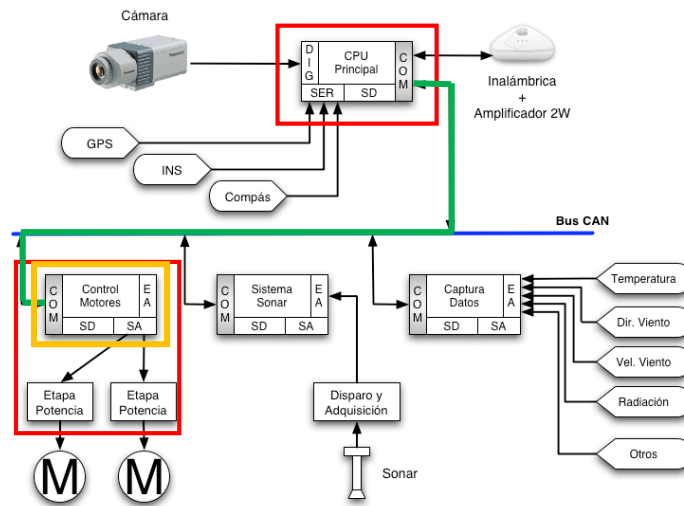 Cámara
D
I
G
CPU
Principal
C
O
M
SER
SD
Inalámbrica
+
Amplificador 2W
GPS
INS
Compás
Bus CAN
C
O
M
Control
Motores
E
A
SD
SA
C
O
M
Sistema
Sonar
E
A
SD
SA
C
O
M
Captura
Datos
E
A
SD
SA
Temperatura
Dir. Viento
Vel. Viento
Radiación
Otros
Etapa
Potencia
Etapa
Potencia
Disparo y
Adquisición
M
M
Sonar